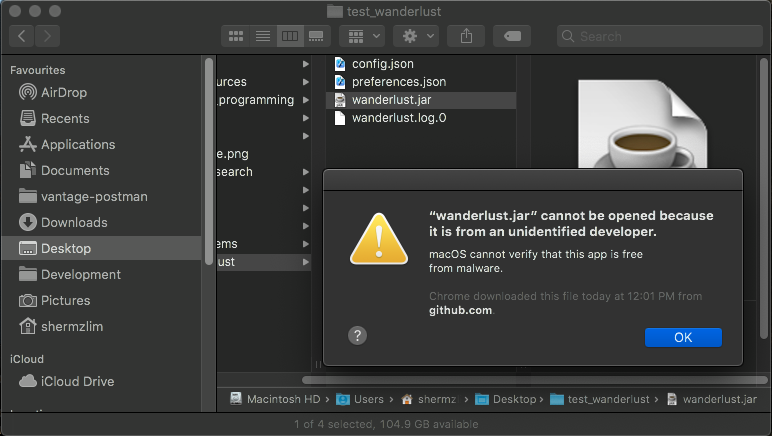 test_wanderlust
Search
Favourites
AirDrop
Recents
Applications
Documents
vantage-postman
Downloads
Desktop
Development
Pictures
shermzlim
iCloud
iCloud Drive
urces
_programming
e.png
search
ems
ust
config.json
preferences.json
wanderlust.jar
wanderlust.log.0
“wanderlust.jar” cannot be opened because
it is from an unidentified developer.
macOS cannot verify that this app is free
from malware.
Chrome downloaded this file today at 12:01 PM from
github.com.
?
OK
Macintosh HD › Users › shermzl › Desktop › test_wanderlust › wanderlust.jar
1 of 4 selected, 104.9 GB available